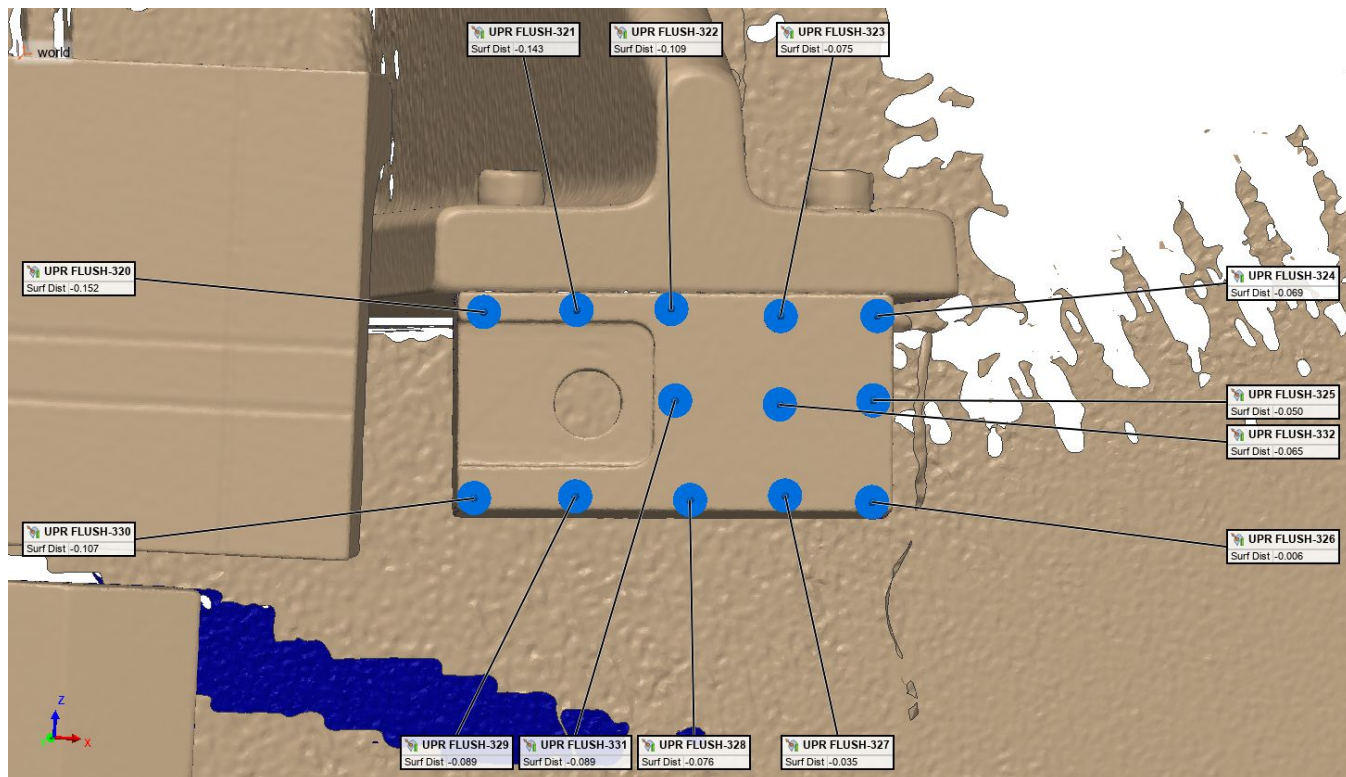 world
UPR FLUSH-321
Surf Dist -0.143
UPR FLUSH-322
Surf Dist -0.109
UPR FLUSH-323
Surf Dist -0.075
UPR FLUSH-320
Surf Dist -0.152
UPR FLUSH-324
Surf Dist -0.069
UPR FLUSH-325
Surf Dist -0.050
UPR FLUSH-332
Surf Dist -0.065
UPR FLUSH-330
Surf Dist -0.107
UPR FLUSH-326
Surf Dist -0.006
Z
X
UPR FLUSH-329
Surf Dist -0.089
UPR FLUSH-331
Surf Dist -0.089
UPR FLUSH-328
Surf Dist -0.076
UPR FLUSH-327
Surf Dist -0.035